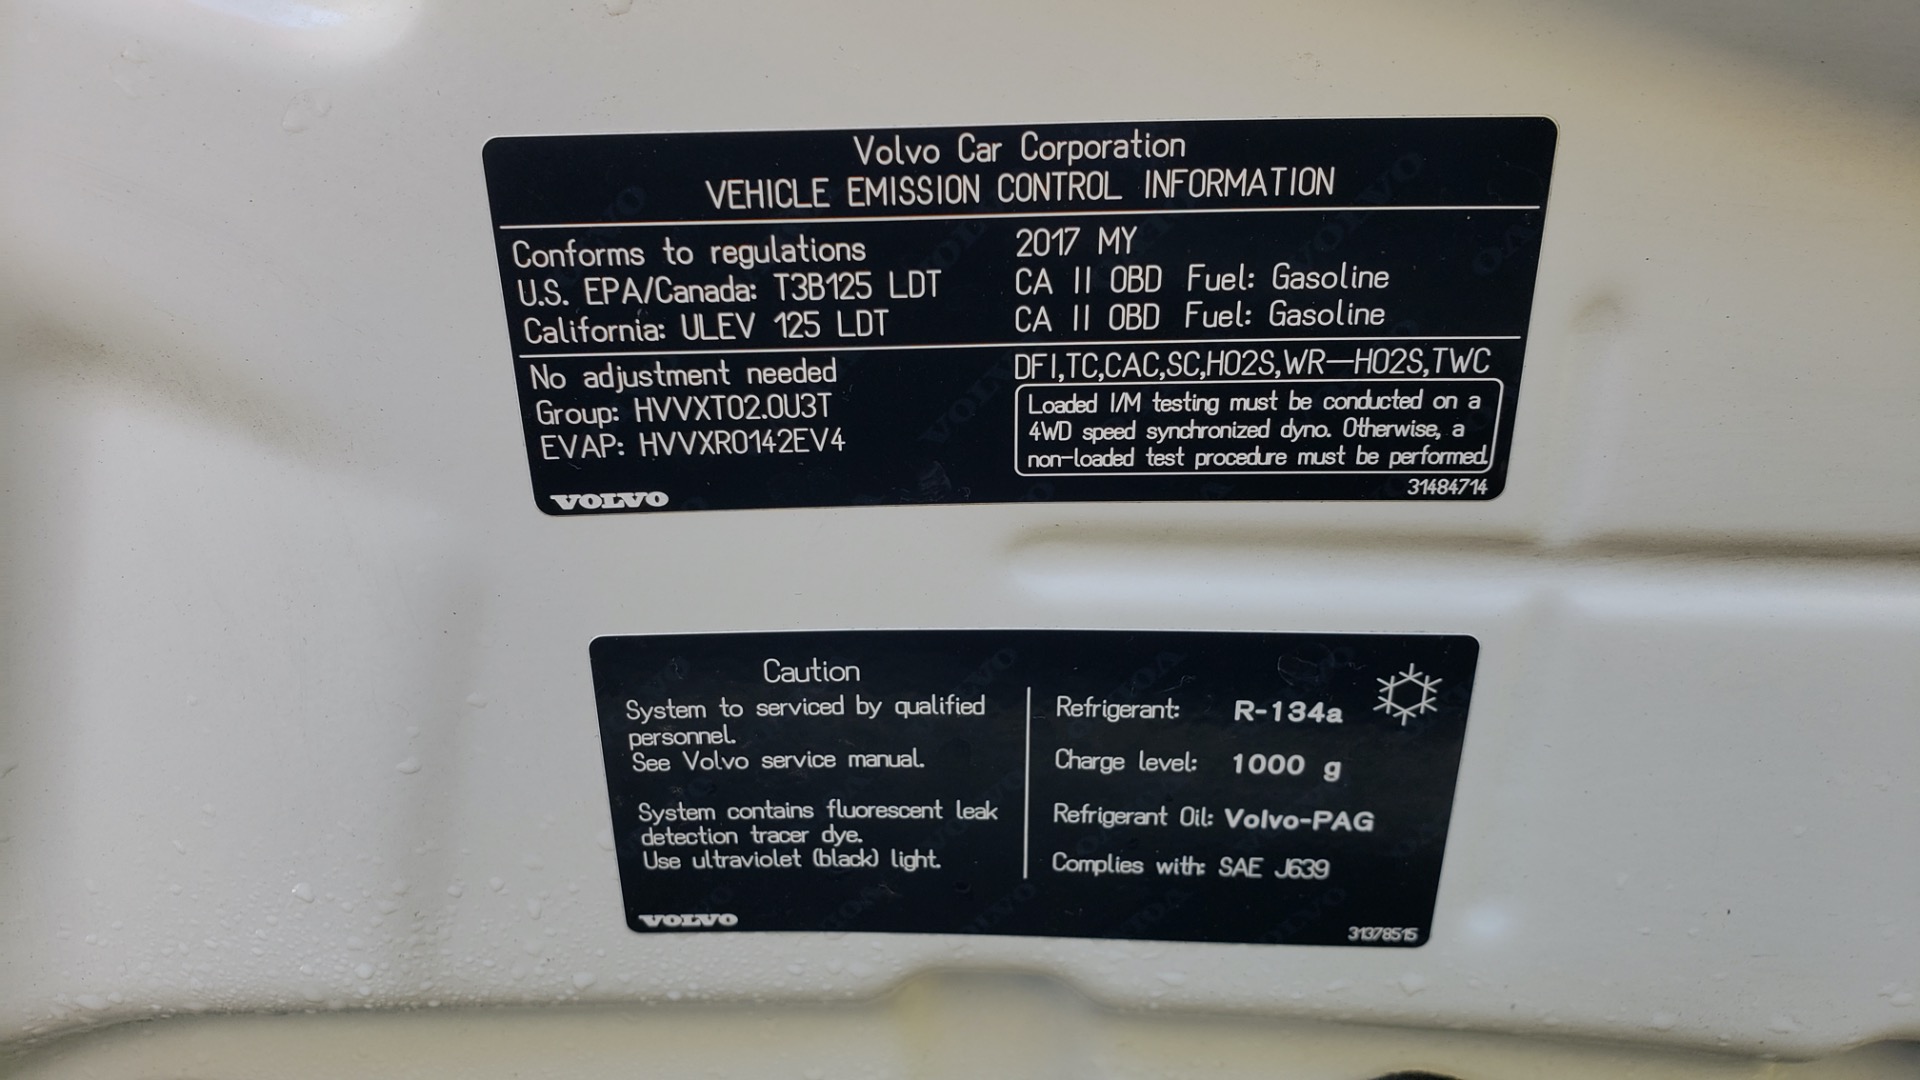 Volvo Car Corporation
VEHICLE EMISSION CONTROL INFORMATION
Conforms to regulations 2017 MY
U.S. EPA/Canada: T3B125 LDT CA II OBD Fuel: Gasoline
California: ULEV 125 LDT CA II OBD Fuel: Gasoline
No adjustment needed DFI,TC,CAC,SC,HO2S,WR-HO2S,TWC
Group: HVVXT02.0U3T
EVAP: HVVXR0142EV4
Loaded I/M testing must be conducted on a
4WD speed synchronized dyno. Otherwise, a
non-loaded test procedure must be performed.
VOLVO 31484714
Caution
System to serviced by qualified
personnel.
See Volvo service manual.
System contains fluorescent leak
detection tracer dye.
Use ultraviolet (black) light.
Refrigerant: R-134a
Charge level: 1000 g
Refrigerant Oil: Volvo-PAG
Complies with: SAE J639
VOLVO 31378515